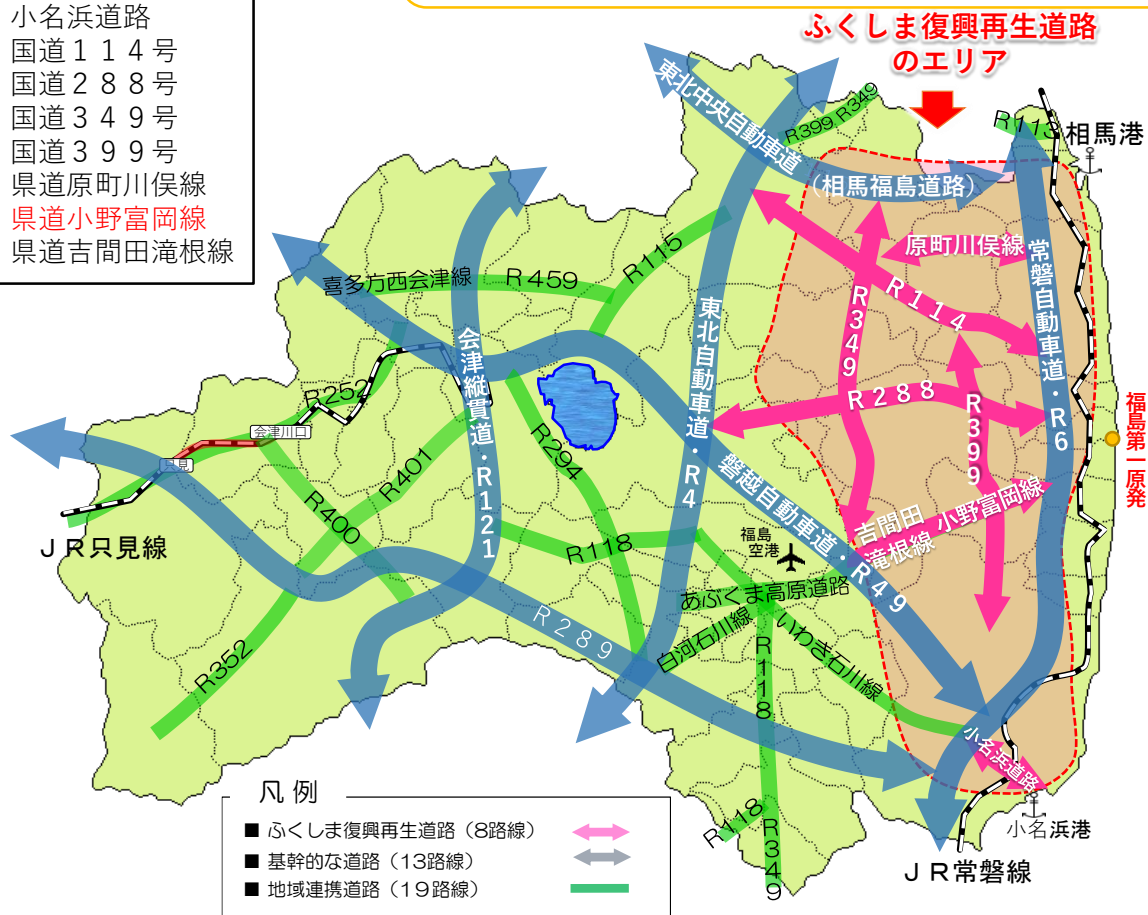 小名浜道路
国道１１４号
国道２８８号
国道３４９号
国道３９９号
県道原町川俣線
県道小野富岡線
県道吉間田滝根線
ふくしま復興再生道路
のエリア
東北中央自動車道
（相馬福島道路）
R399
R349
R113
相馬港
原町川俣線
R１１４
R349
常磐自動車道・R6
R115
喜多方西会津線
R４５９
会津縦貫道・R121
東北自動車道・R4
R２８８
R399
福島第一原発
R252
会津川口
只見
JR只見線
R401
R400
R294
磐越自動車道・R４９
吉間田
滝根線
小野富岡線
R118
福島
空港
あぶくま高原道路
白河石川線
いわき石川線
R２８９
R352
R118
小名浜道路
小名浜港
R118
R349
JR常磐線
凡例
■ ふくしま復興再生道路（8路線）
■ 基幹的な道路（13路線）
■ 地域連携道路（19路線）